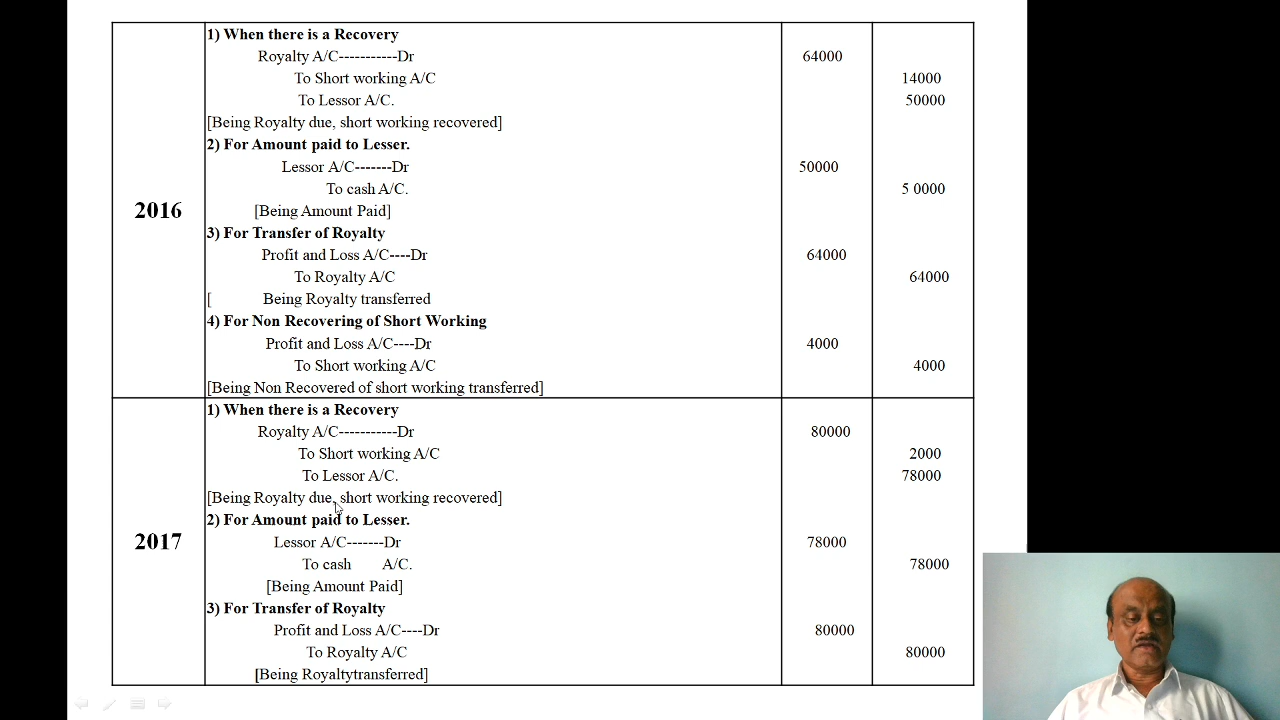 2016
1) When there is a Recovery
Royalty A/C-----------Dr 64000
To Short working A/C 14000
To Lessor A/C. 50000
[Being Royalty due, short working recovered]
2) For Amount paid to Lesser.
Lessor A/C-------Dr 50000
To cash A/C. 5 0000
[Being Amount Paid]
3) For Transfer of Royalty
Profit and Loss A/C----Dr 64000
To Royalty A/C 64000
[ Being Royalty transferred
4) For Non Recovering of Short Working
Profit and Loss A/C----Dr 4000
To Short working A/C 4000
[Being Non Recovered of short working transferred]
2017
1) When there is a Recovery
Royalty A/C-----------Dr 80000
To Short working A/C 2000
To Lessor A/C. 78000
[Being Royalty due, short working recovered]
2) For Amount paid to Lesser.
Lessor A/C-------Dr 78000
To cash A/C. 78000
[Being Amount Paid]
3) For Transfer of Royalty
Profit and Loss A/C----Dr 80000
To Royalty A/C 80000
[Being Royaltytransferred]